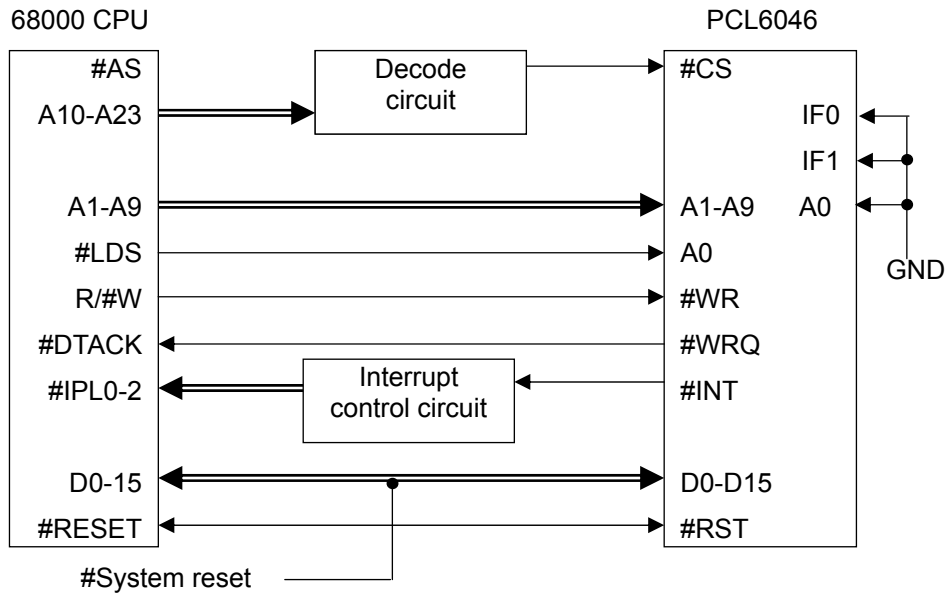 68000 CPU
PCL6046
#AS
Decode
circuit
#CS
A10-A23
IF0
IF1
A1-A9
A1-A9
A0
#LDS
A0
GND
R/#W
#WR
#DTACK
#WRQ
#IPL0-2
Interrupt
control circuit
#INT
D0-15
D0-D15
#RESET
#RST
#System reset